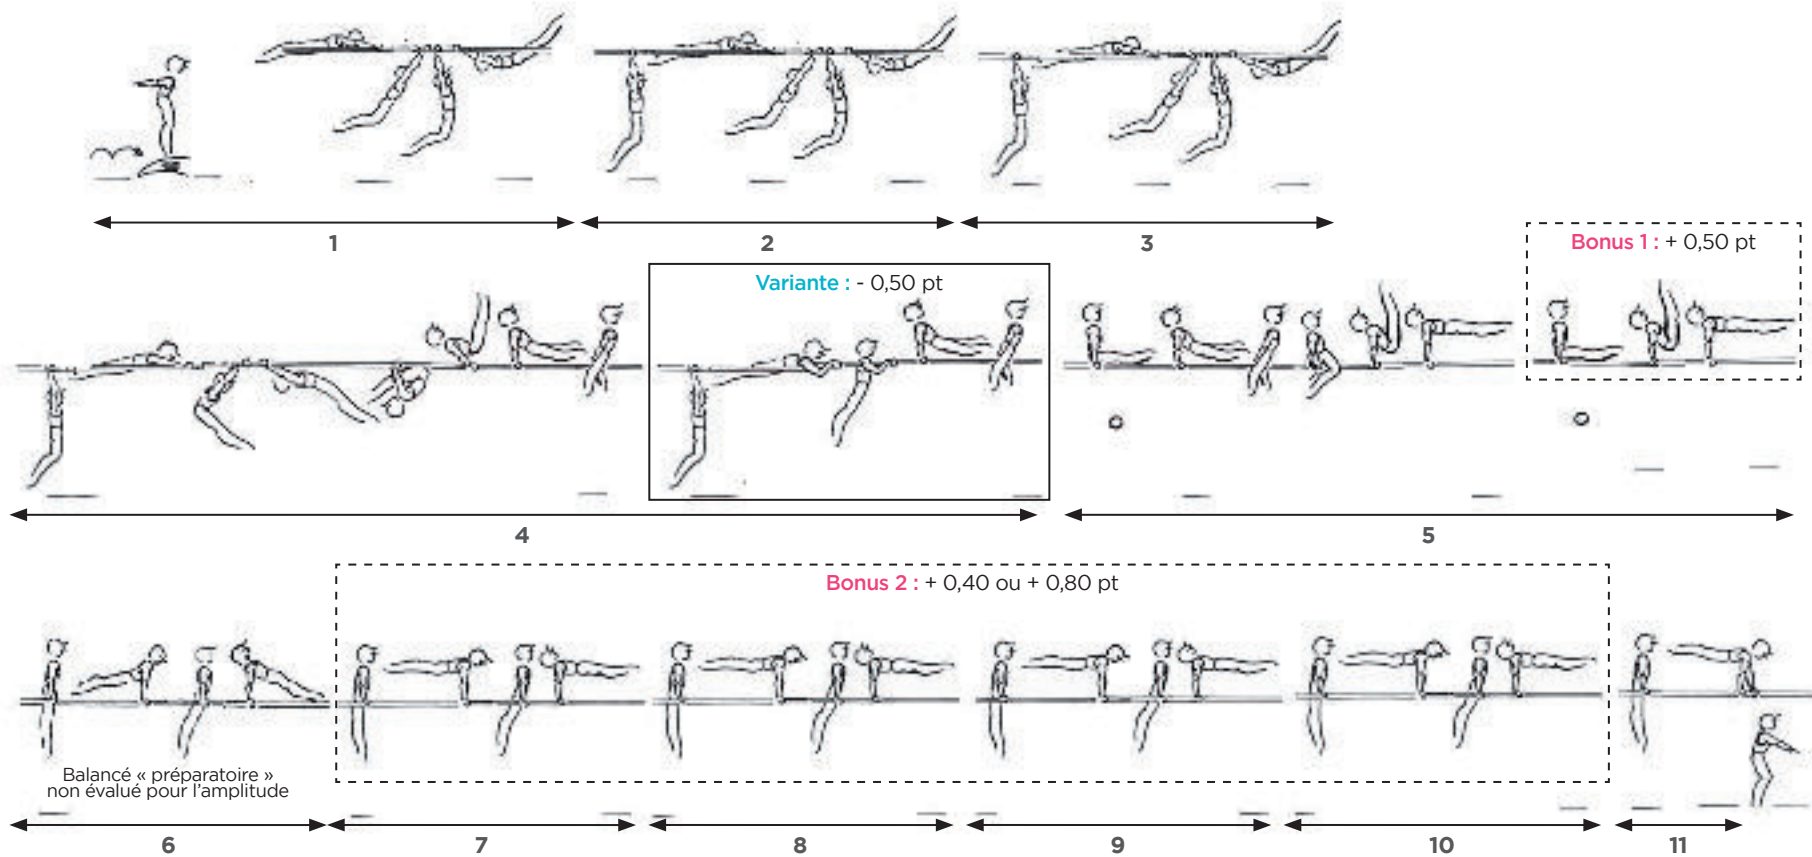 1
2
3
Bonus 1 : + 0,50 pt
Variante : - 0,50 pt
4
5
Bonus 2 : + 0,40 ou + 0,80 pt
Balancé « préparatoire »
non évalué pour l'amplitude
6
7
8
9
10
11